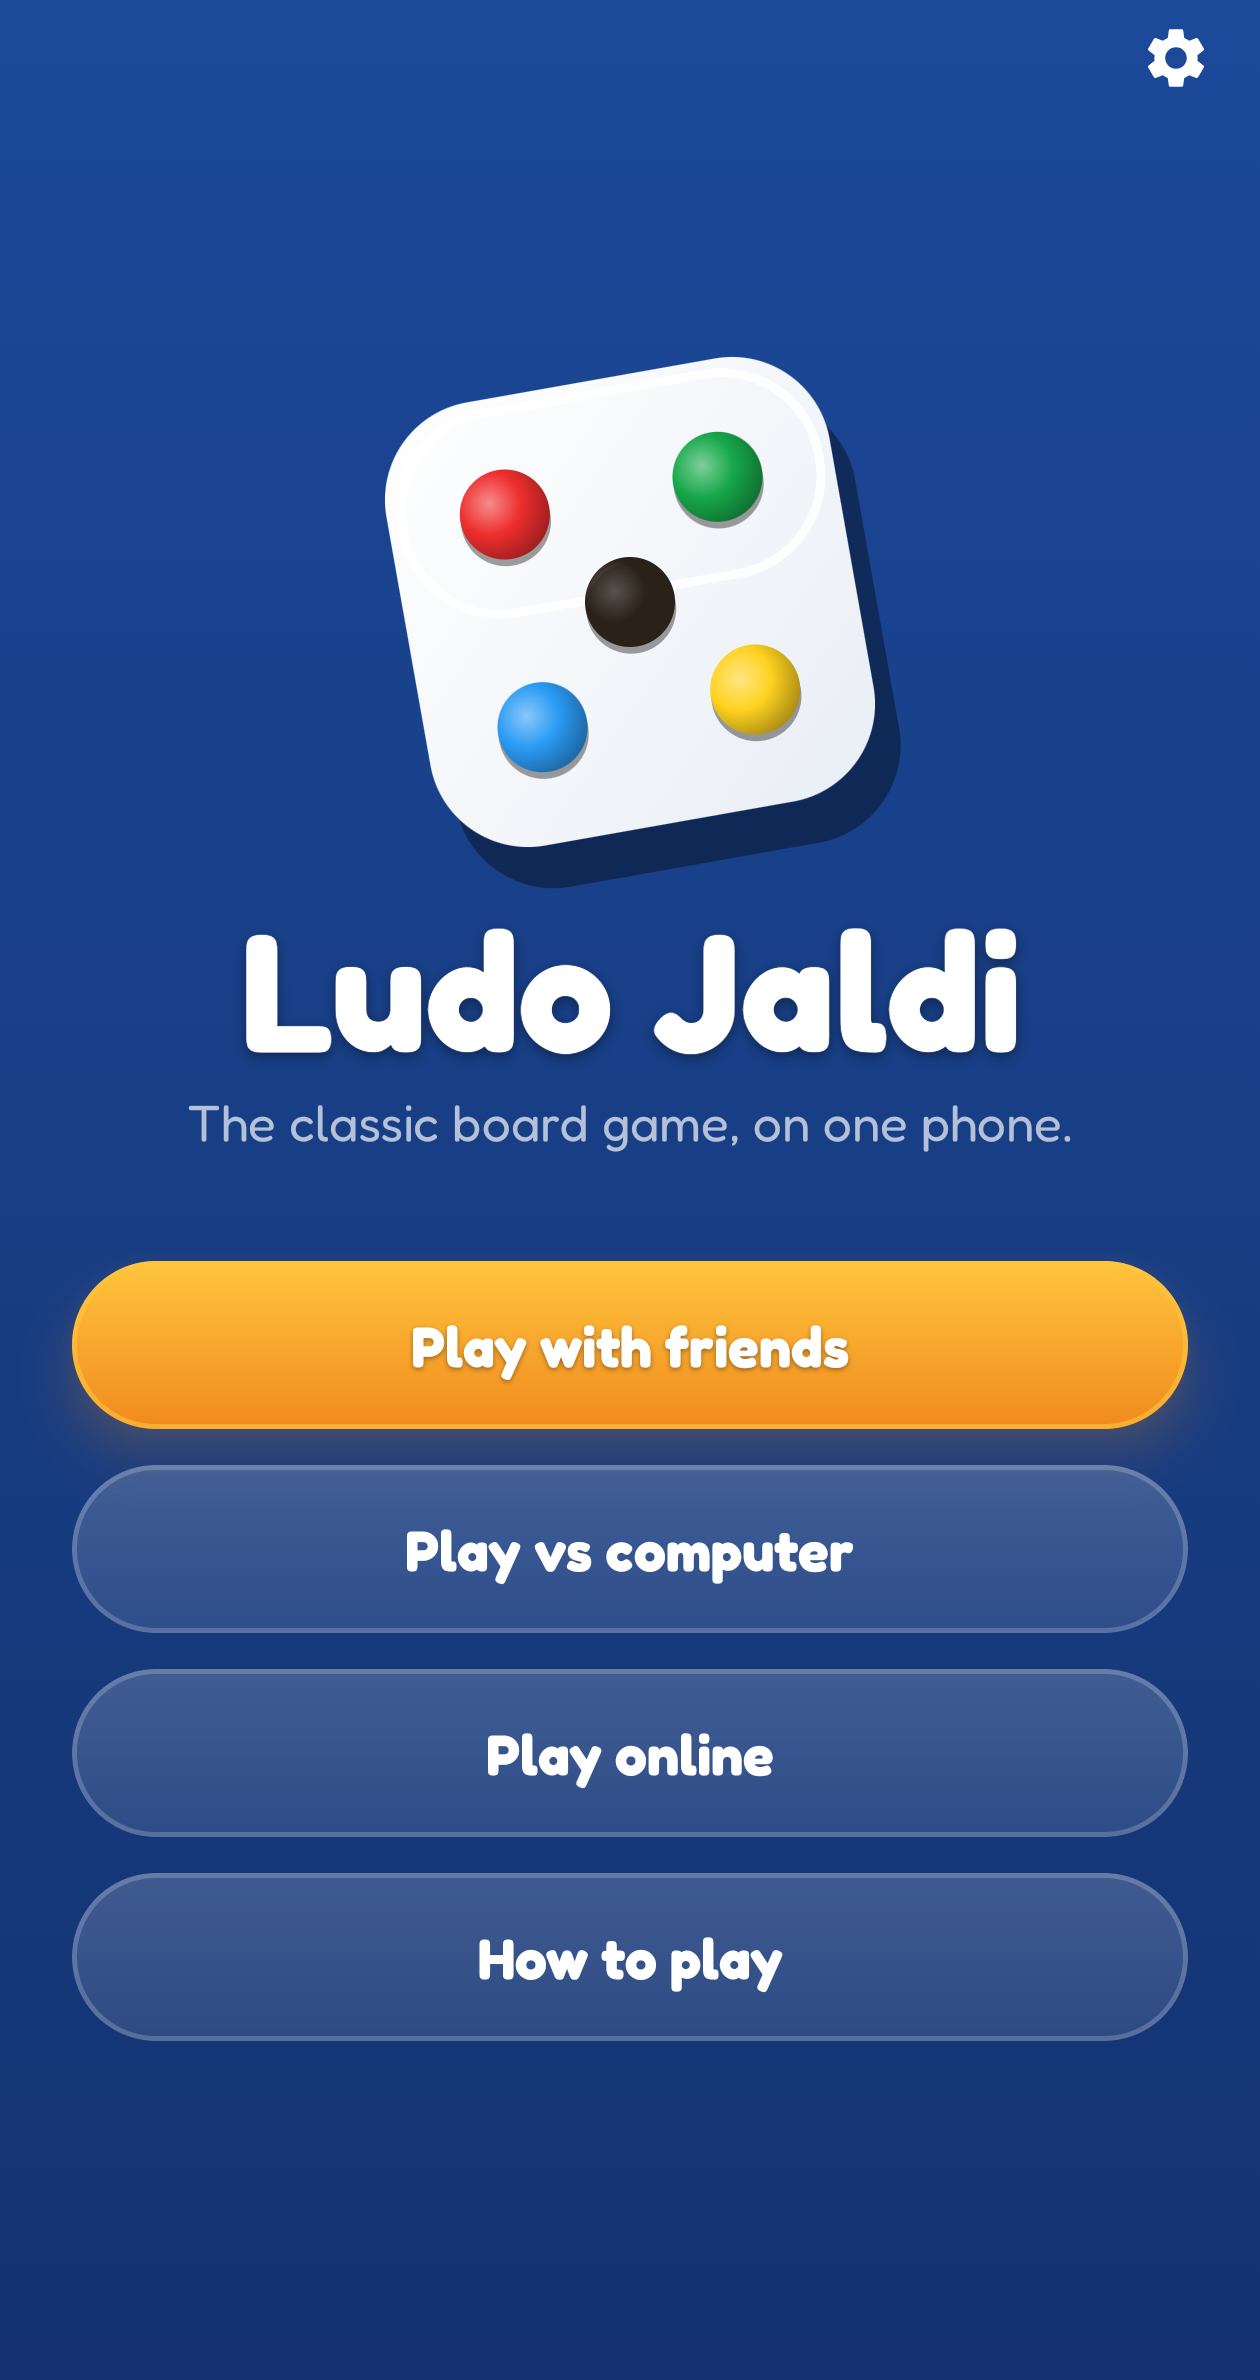 Ludo Jaldi
The classic board game, on one phone.
Play with friends
Play vs computer
Play online
How to play